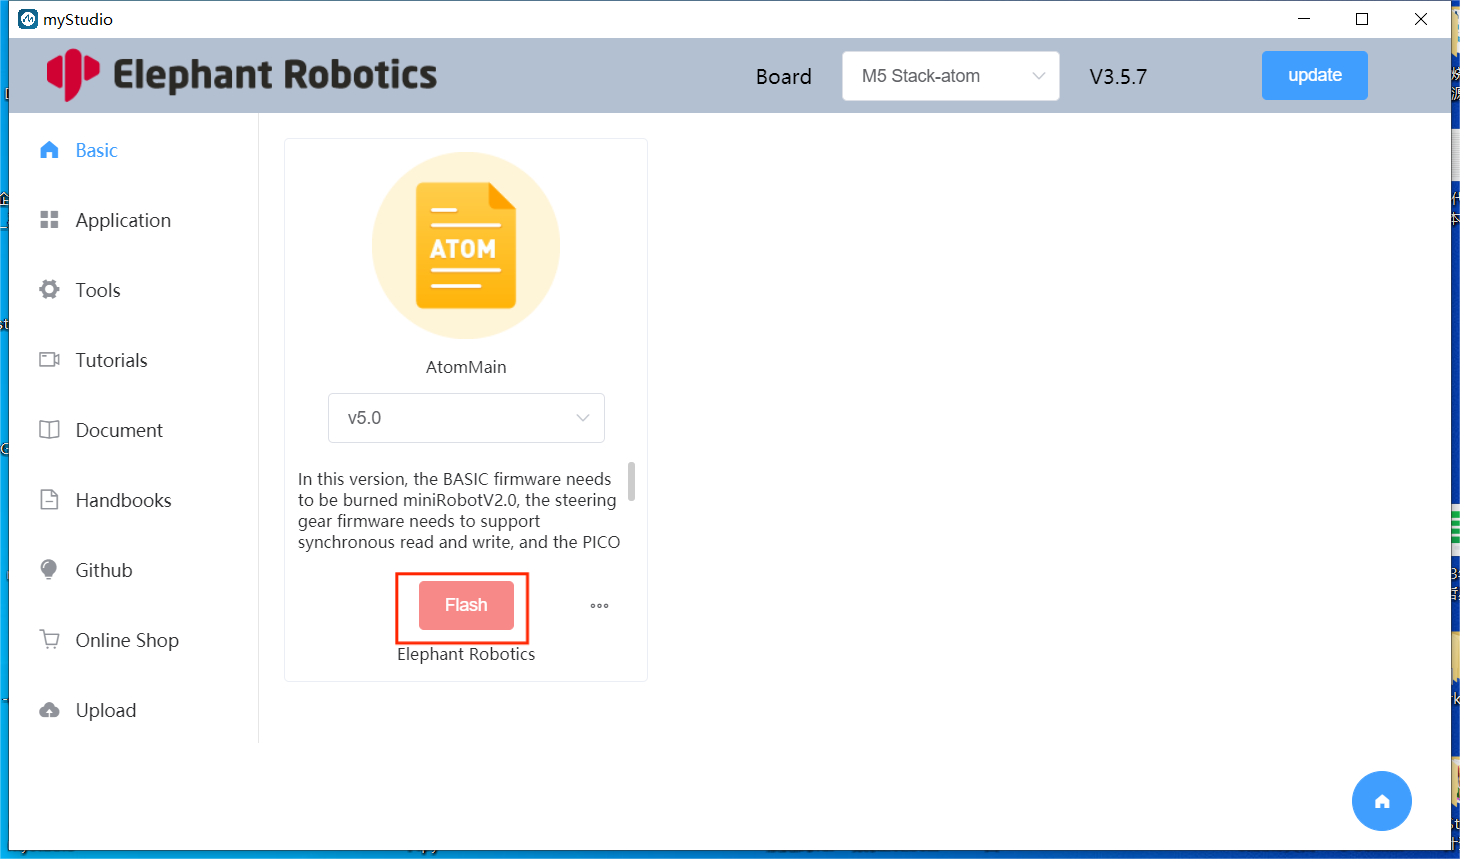 myStudio
Elephant Robotics
Board
M5 Stack-atom
V3.5.7
update
Basic
Application
Tools
Tutorials
Document
Handbooks
Github
Online Shop
Upload
ATOM
AtomMain
v5.0
In this version, the BASIC firmware needs
to be burned miniRobotV2.0, the steering
gear firmware needs to support
synchronous read and write, and the PICO
Flash
Elephant Robotics